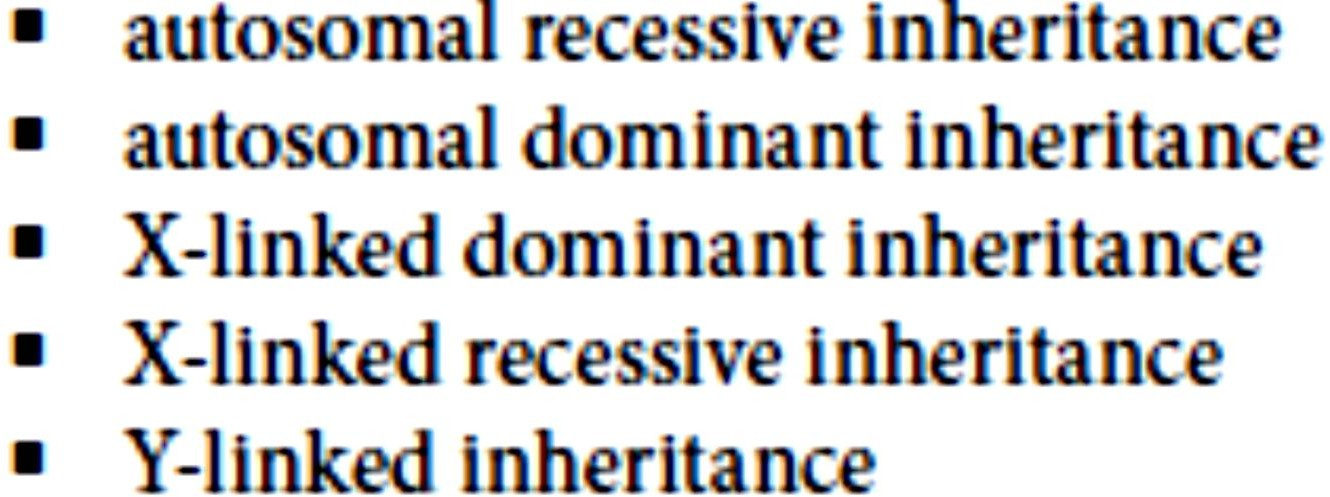 ▪ autosomal recessive inheritance
▪ autosomal dominant inheritance
▪ X-linked dominant inheritance
▪ X-linked recessive inheritance
▪ Y-linked inheritance